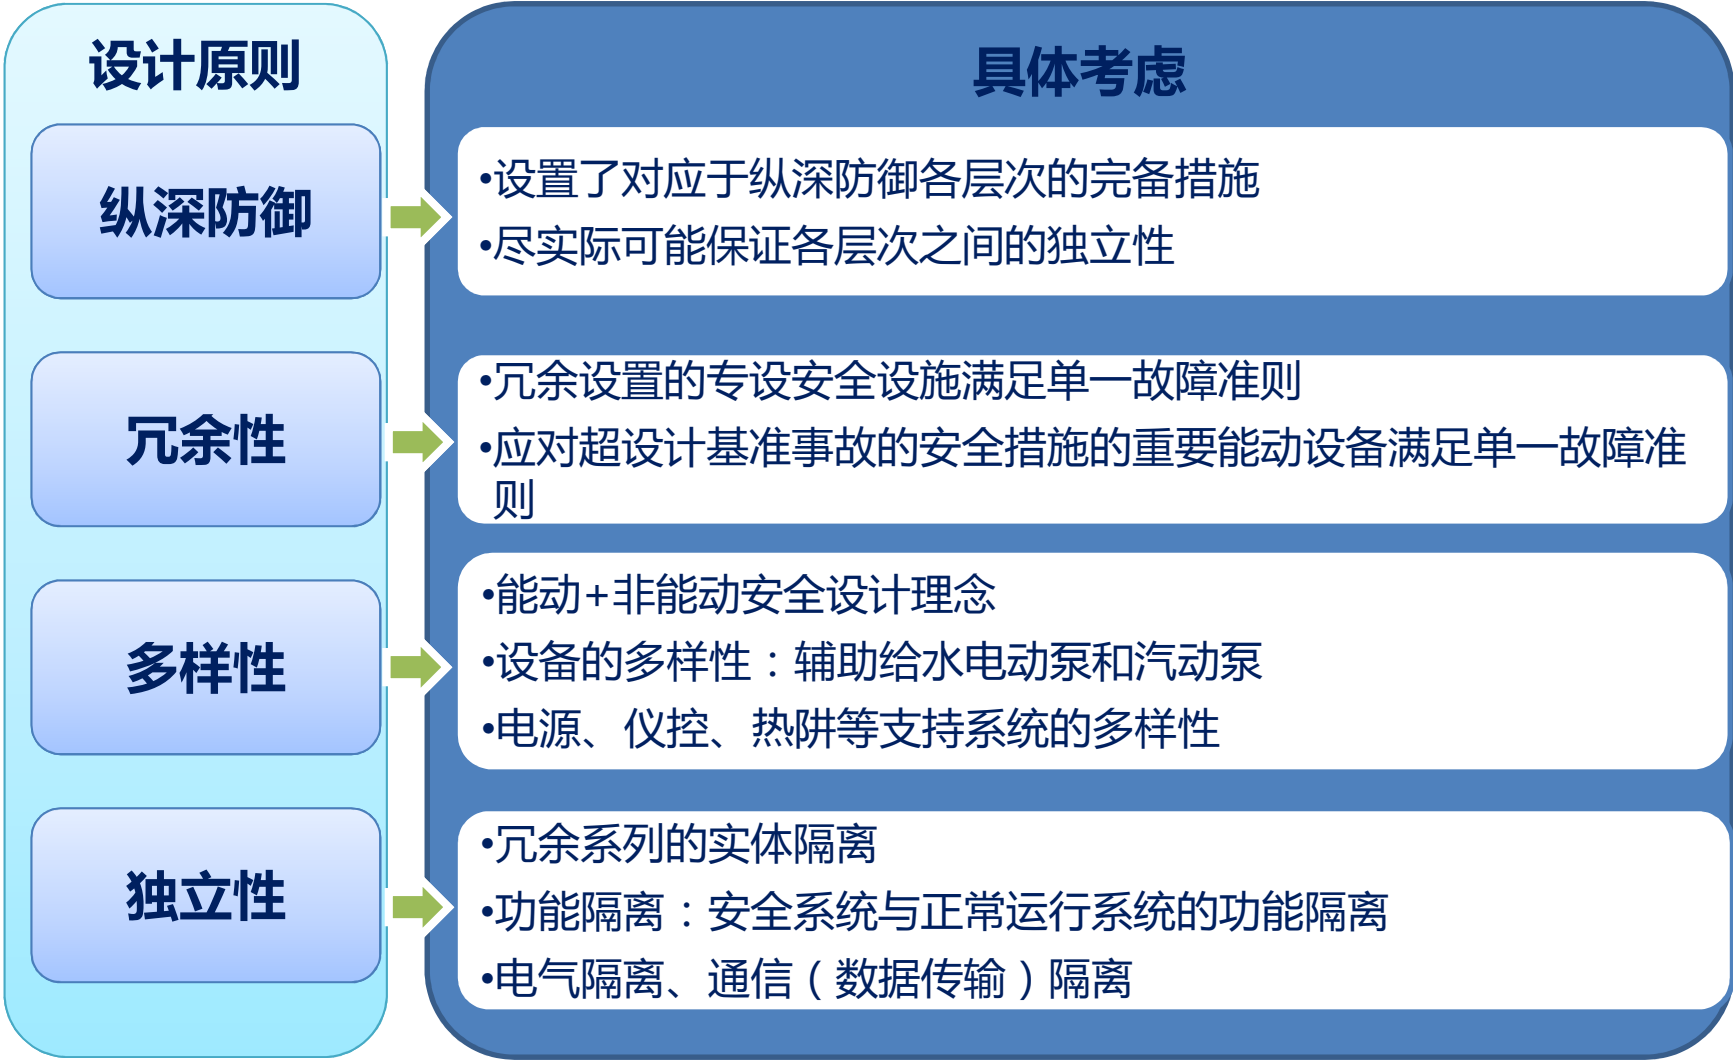 设计原则
具体考虑
纵深防御
•设置了对应于纵深防御各层次的完备措施
•尽实际可能保证各层次之间的独立性
冗余性
•冗余设置的专设安全设施满足单一故障准则
•应对超设计基准事故的安全措施的重要能动设备满足单一故障准
则
多样性
•能动+非能动安全设计理念
•设备的多样性：辅助给水电动泵和汽动泵
•电源、仪控、热阱等支持系统的多样性
独立性
•冗余系列的实体隔离
•功能隔离：安全系统与正常运行系统的功能隔离
•电气隔离、通信（数据传输）隔离